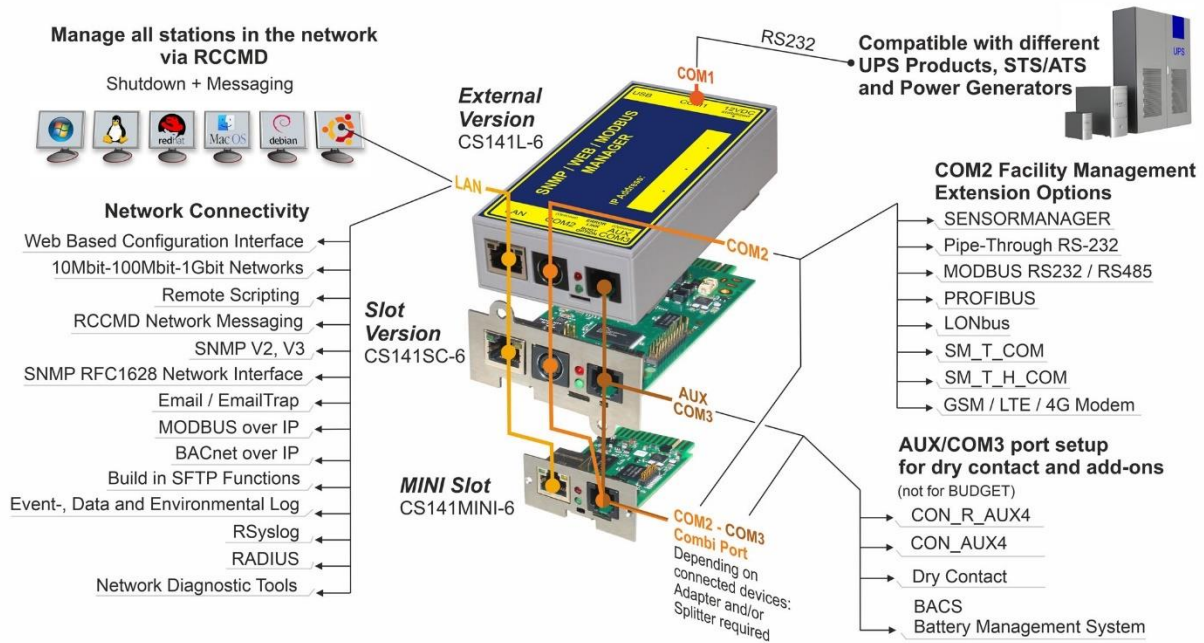 Manage all stations in the network
via RCCMD
Shutdown + Messaging
redhat
Mac OS
debian
RS232
COM1
Compatible with different
UPS Products, STS/ATS
and Power Generators
UPS
External
Version
CS141L-6
USB
COM1
12VDC
SNMP / WEB / MODBUS
MANAGER
IP Address:
LAN
COM2
AUX
COM3
LAN
COM2
Network Connectivity
Web Based Configuration Interface
10Mbit-100Mbit-1Gbit Networks
Remote Scripting
RCCMD Network Messaging
SNMP V2, V3
SNMP RFC1628 Network Interface
Email / EmailTrap
MODBUS over IP
BACnet over IP
Build in SFTP Functions
Event-, Data and Environmental Log
RSyslog
RADIUS
Network Diagnostic Tools
Slot
Version
CS141SC-6
AUX
COM3
MINI Slot
CS141MINI-6
COM2 - COM3
Combi Port
Depending on
connected devices:
Adapter and/or
Splitter required
COM2 Facility Management
Extension Options
SENSORMANAGER
Pipe-Through RS-232
MODBUS RS232 / RS485
PROFIBUS
LONbus
SM_T_COM
SM_T_H_COM
GSM / LTE / 4G Modem
AUX/COM3 port setup
for dry contact and add-ons
(not for BUDGET)
CON_R_AUX4
CON_AUX4
Dry Contact
BACS
Battery Management System